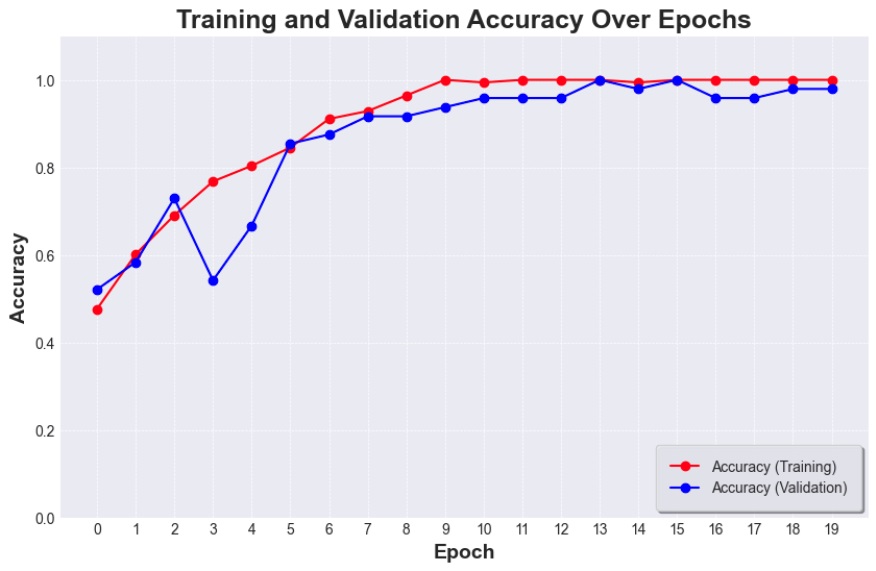 Training and Validation Accuracy Over Epochs
Accuracy
1.0
0.8
0.6
0.4
0.2
0.0
0 1 2 3 4 5 6 7 8 9 10 11 12 13 14 15 16 17 18 19
Epoch
Accuracy (Training)
Accuracy (Validation)